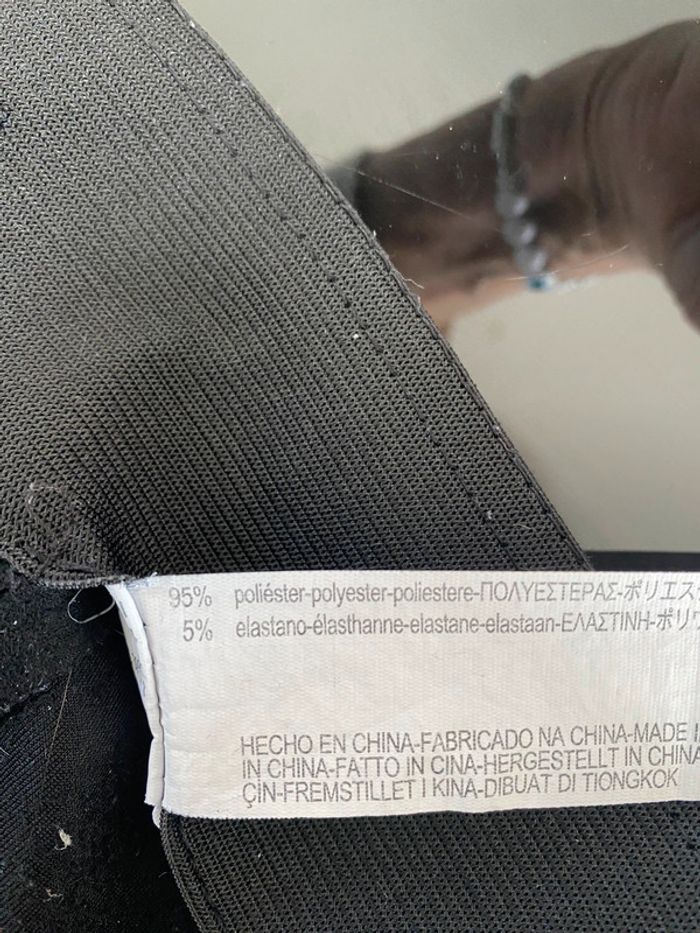 95% poliéster-polyester-poliestere-ΠΟΛΥΕΣΤΕΡΑΣ-ポリエス
5% elastano-élasthanne-elastane-elastaan-ΕΛΑΣΤΙΝΗ-ポリ
HECHO EN CHINA-FABRICADO NA CHINA-MADE
IN CHINA-FATTO IN CINA-HERGESTELLT IN CHINA
ÇIN-FREMSTILLET I KINA-DIBUAT DI TIONGKOK